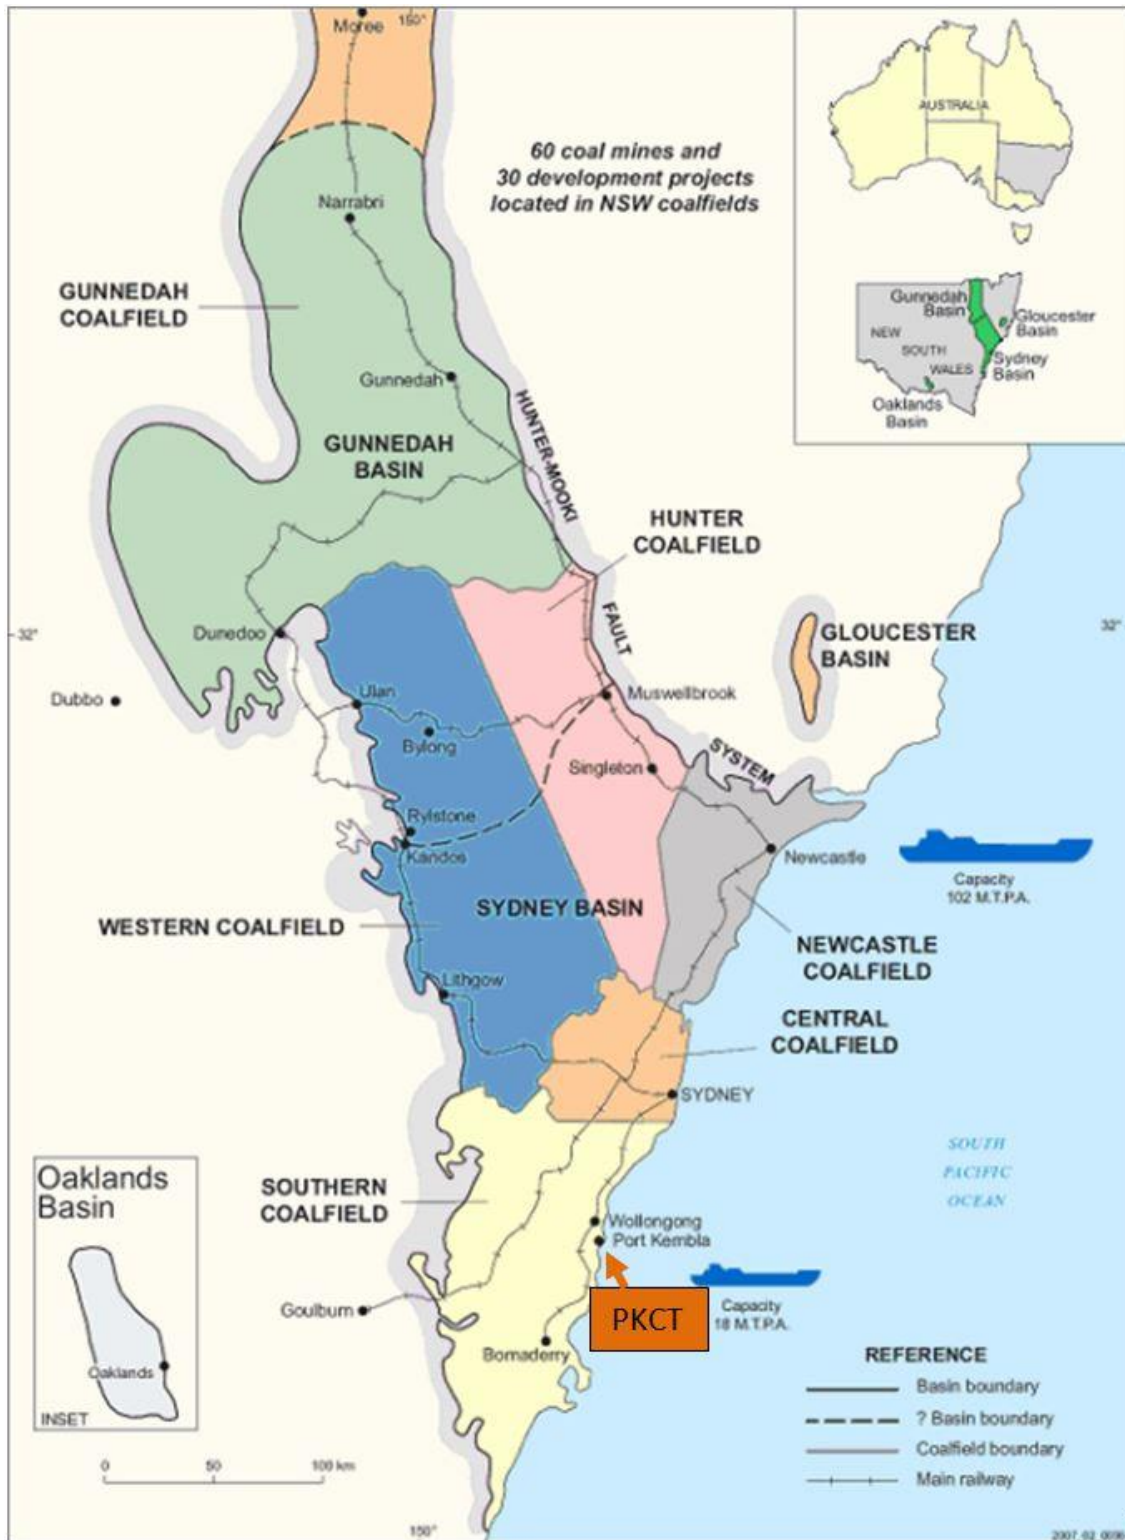 Moree
150°
60 coal mines and
30 development projects
located in NSW coalfields
AUSTRALIA
Narrabri
GUNNEDAH
COALFIELD
Gunnedah
Basin
Gloucester
Basin
NEW
SOUTH
WALES
Sydney
Basin
Oaklands
Basin
Gunnedah
HUNTER-MOOKI
GUNNEDAH
BASIN
HUNTER
COALFIELD
FAULT
32°
Dunedoo
GLOUCESTER
BASIN
32°
Dubbo
Ulan
Muswellbrook
Bylong
SYSTEM
Singleton
Rylstone
Kandos
Newcastle
Capacity
102 M.T.P.A.
SYDNEY BASIN
WESTERN COALFIELD
NEWCASTLE
COALFIELD
Lithgow
CENTRAL
COALFIELD
SYDNEY
SOUTH
PACIFIC
OCEAN
Oaklands
Basin
SOUTHERN
COALFIELD
Wollongong
Port Kembla
Goulburn
PKCT
Capacity
18 M.T.P.A.
Bomaderry
Oaklands
INSET
REFERENCE
Basin boundary
? Basin boundary
Coalfield boundary
Main railway
0 50 100 km
150°